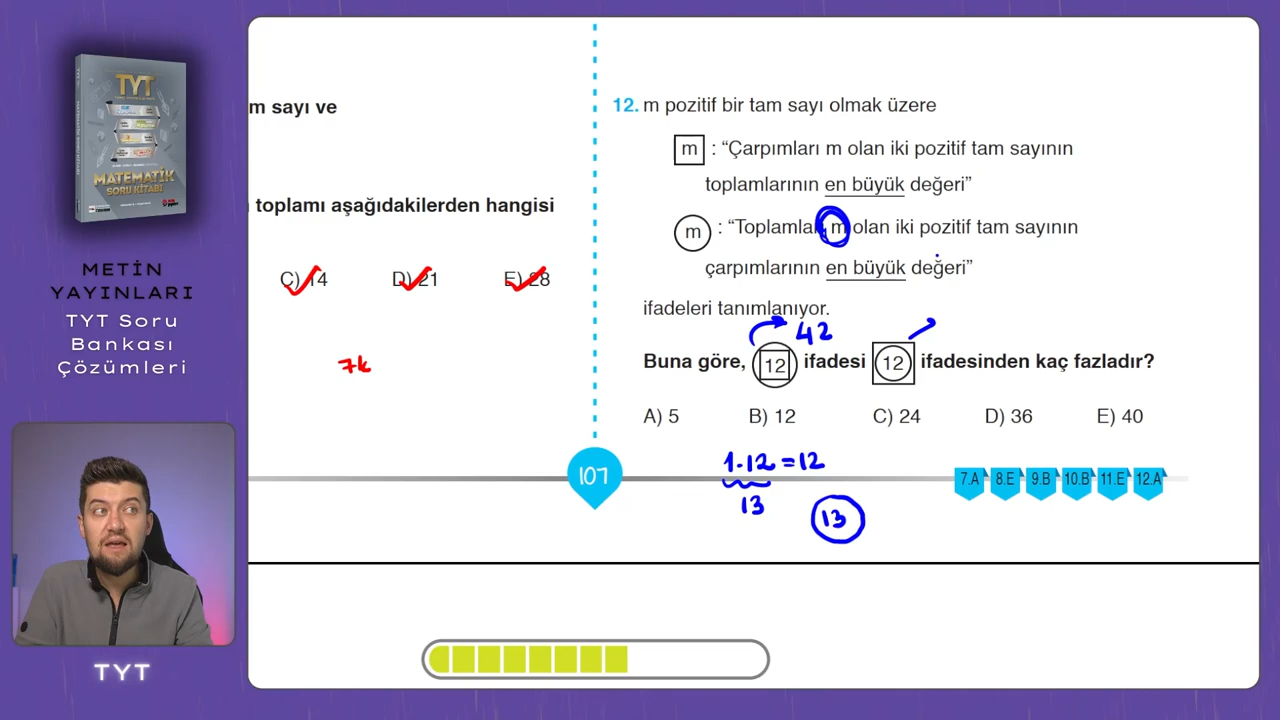 TYT
MATEMATİK
SORU KİTABI
METİN
YAYINLARI
TYT Soru
Bankası
Çözümleri
TYT
m sayı ve
toplamı aşağıdakilerden hangisi
C) 14 D) 21 E) 28
7k
107
12. m pozitif bir tam sayı olmak üzere
m : “Çarpımları m olan iki pozitif tam sayının
toplamlarının en büyük değeri”
m : “Toplamları m olan iki pozitif tam sayının
çarpımlarının en büyük değeri”
ifadeleri tanımlanıyor.
42
Buna göre, 12 ifadesi 12 ifadesinden kaç fazladır?
A) 5 B) 12 C) 24 D) 36 E) 40
1.12 = 12
13 13
7.A 8.E 9.B 10.B 11.E 12.A